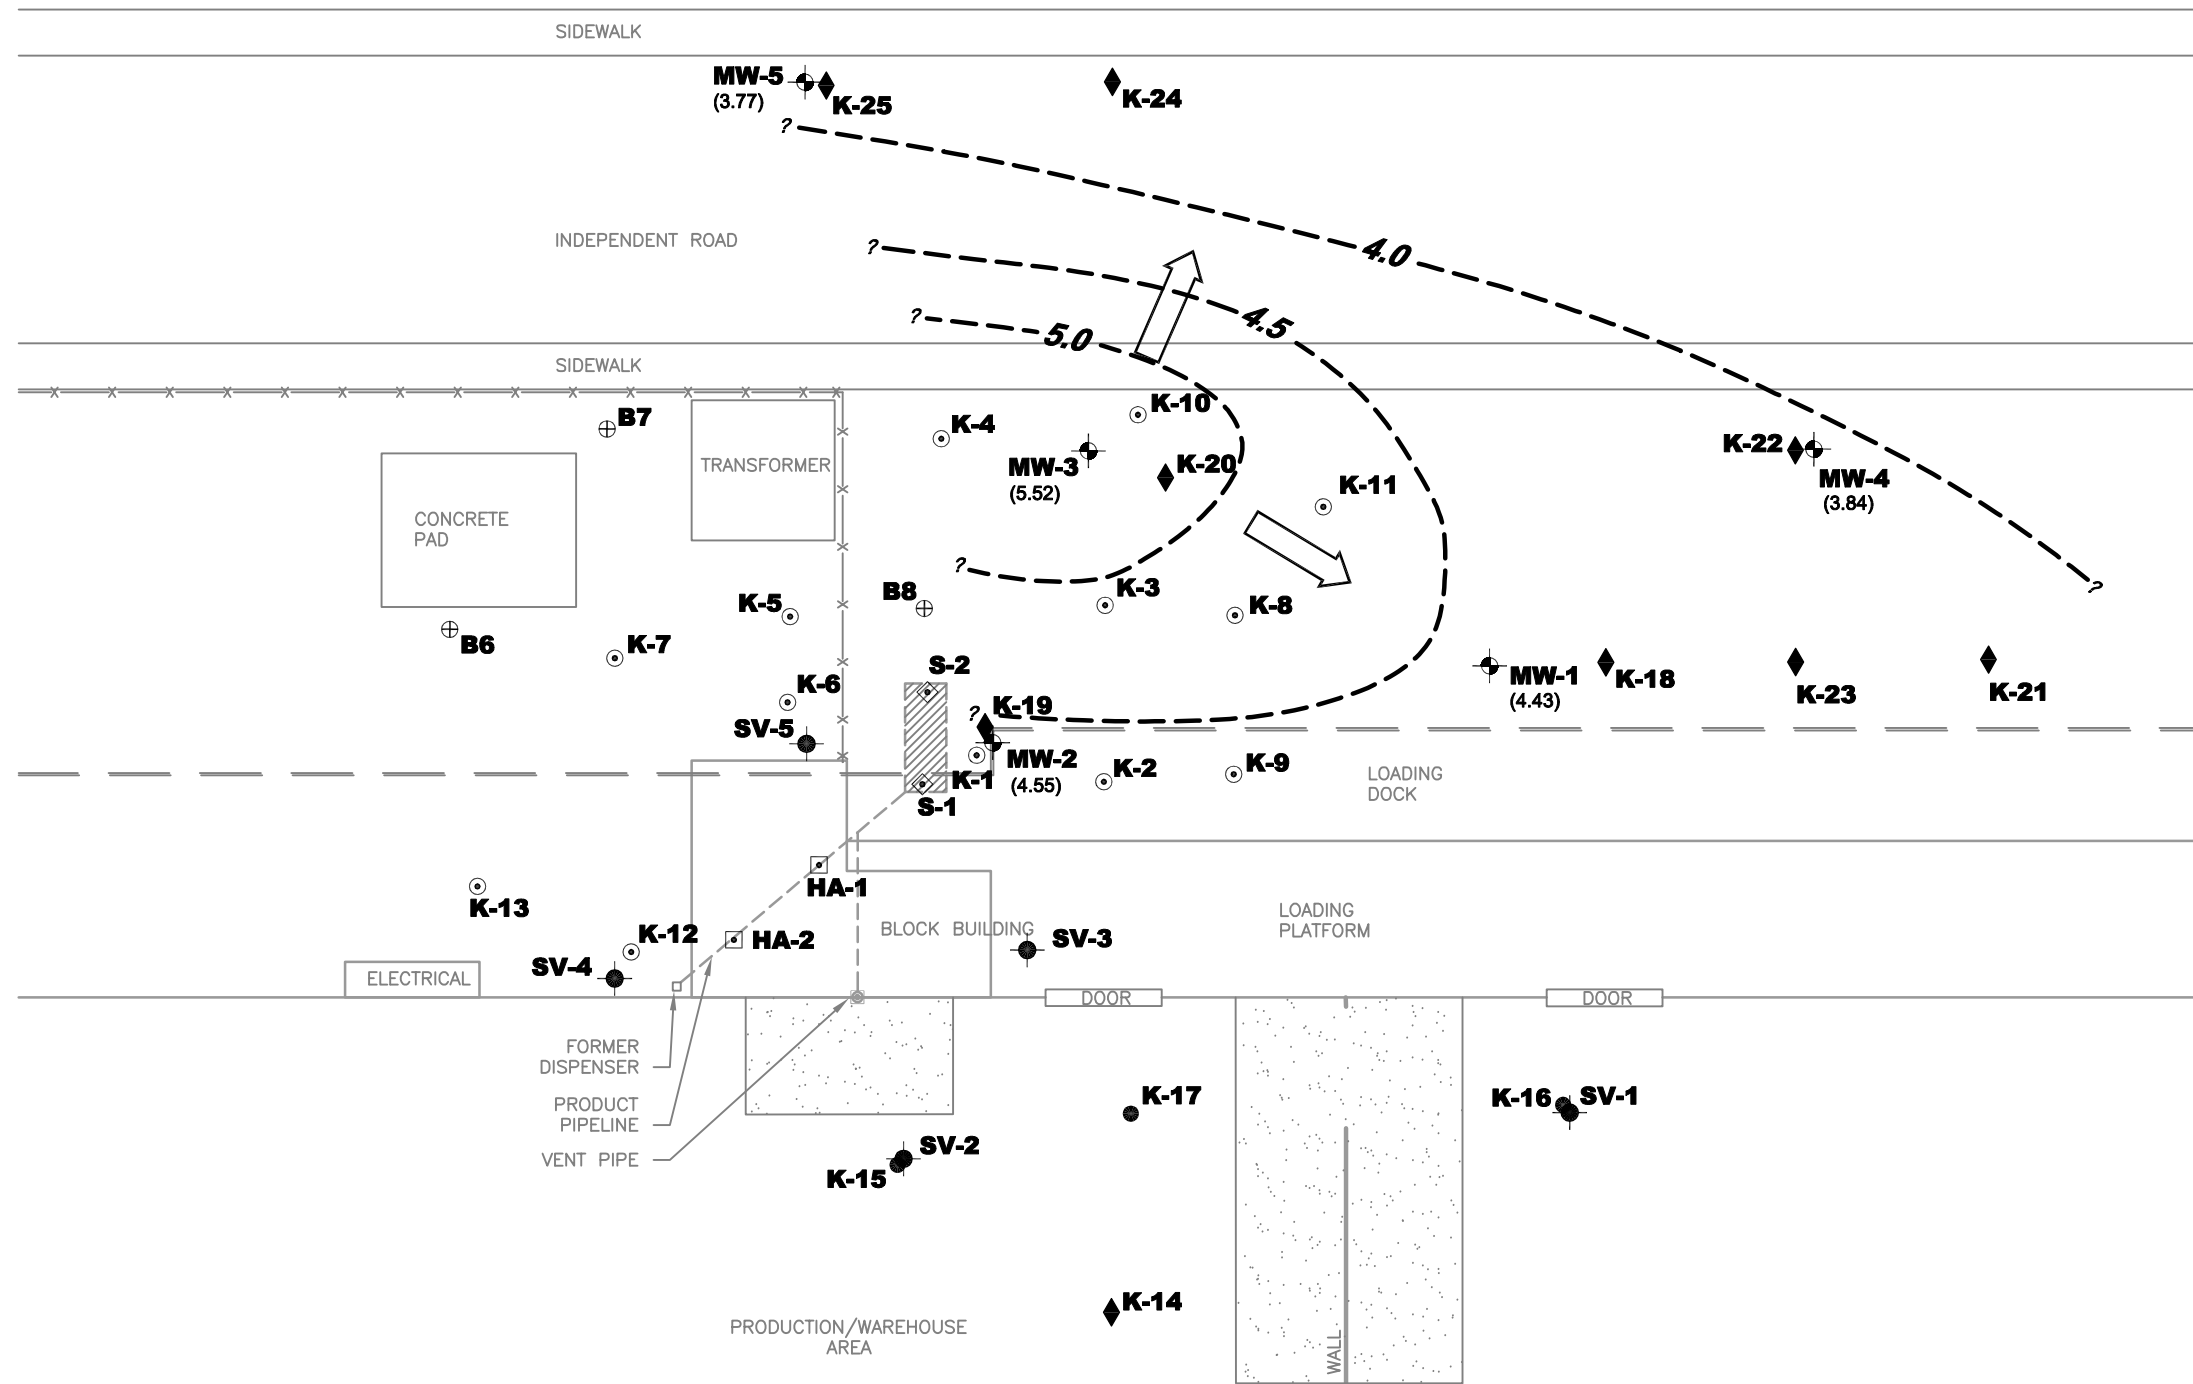 SIDEWALK
MW-5
(3.77)
K-25
K-24
?
INDEPENDENT ROAD
?
4.0
?
5.0
4.5
SIDEWALK
B7
TRANSFORMER
K-4
K-10
MW-3
(5.52)
K-20
K-11
K-22
MW-4
(3.84)
CONCRETE
PAD
?
?
K-5
B8
K-3
K-8
B6
K-7
S-2
K-6
MW-1
(4.43)
K-18
K-23
K-21
?
K-19
SV-5
MW-2
(4.55)
K-1
K-2
K-9
LOADING
DOCK
S-1
HA-1
K-13
K-12
HA-2
BLOCK BUILDING
SV-3
LOADING
PLATFORM
SV-4
ELECTRICAL
DOOR
DOOR
FORMER
DISPENSER
PRODUCT
PIPELINE
VENT PIPE
K-17
K-16
SV-1
SV-2
K-15
K-14
PRODUCTION/WAREHOUSE
AREA
WALL